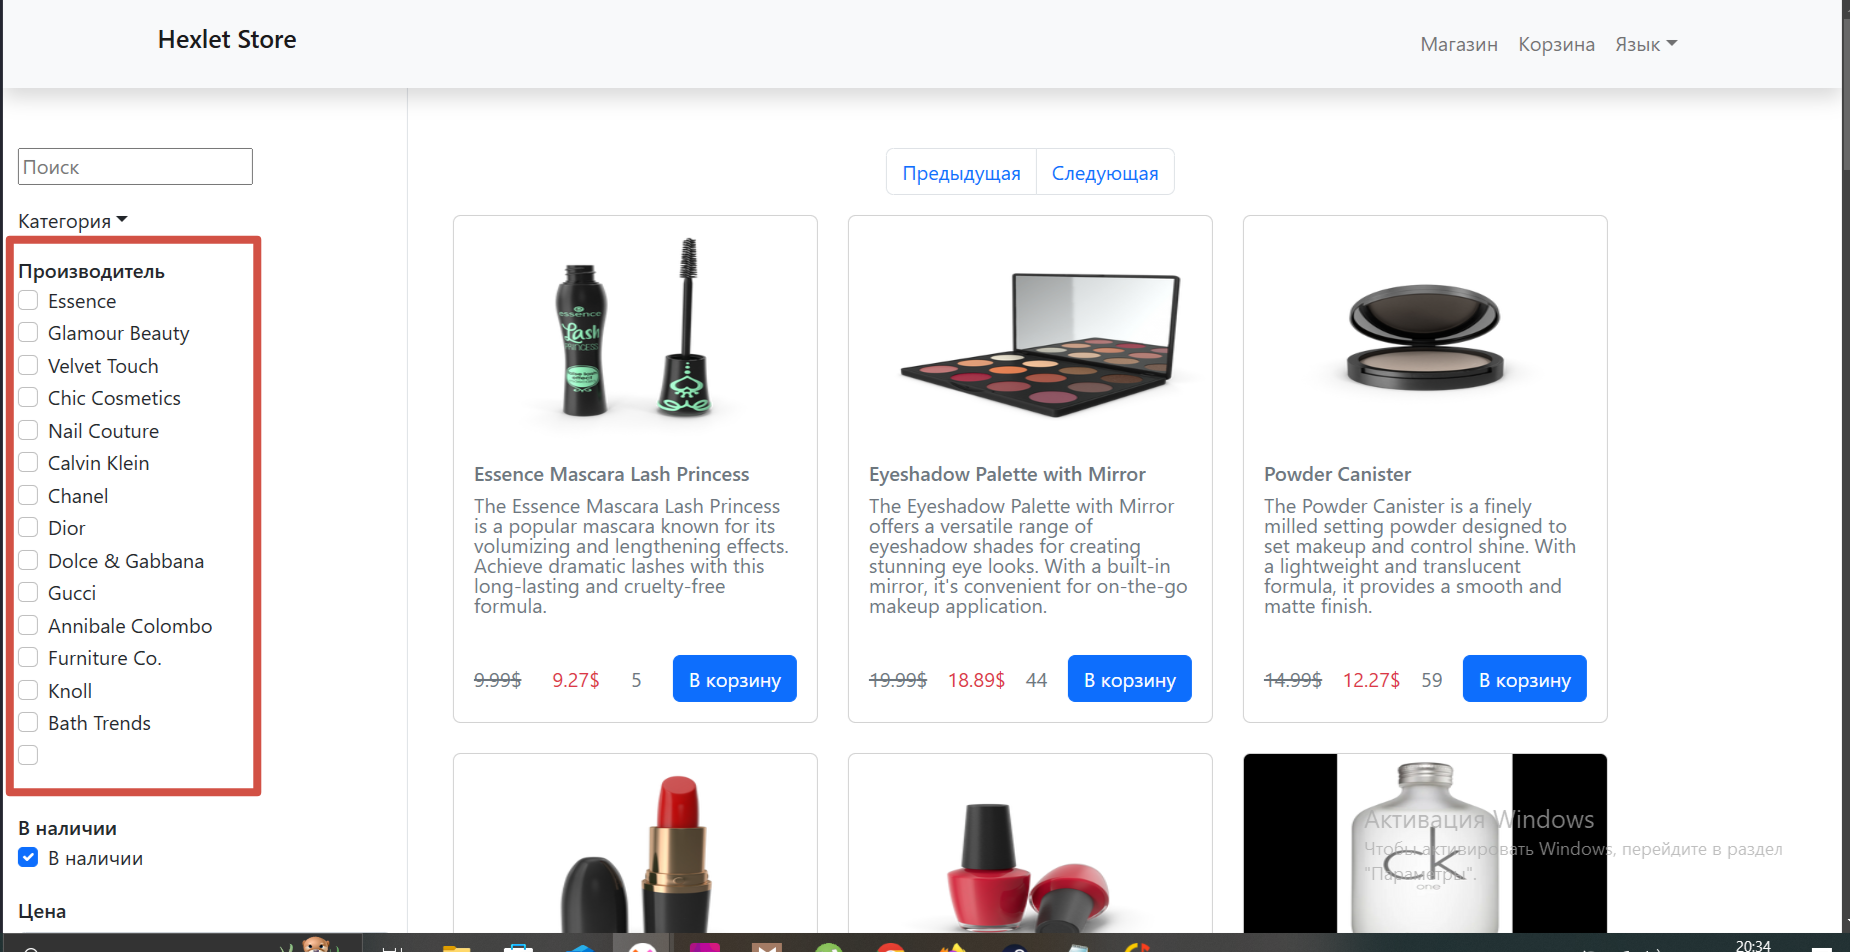 Hexlet Store
Магазин Корзина Язык
Поиск
Категория
Производитель
Essence
Glamour Beauty
Velvet Touch
Chic Cosmetics
Nail Couture
Calvin Klein
Chanel
Dior
Dolce & Gabbana
Gucci
Annibale Colombo
Furniture Co.
Knoll
Bath Trends
В наличии
В наличии
Цена
Предыдущая Следующая
essence
Lash
PRINCESS
Essence Mascara Lash Princess
The Essence Mascara Lash Princess
is a popular mascara known for its
volumizing and lengthening effects.
Achieve dramatic lashes with this
long-lasting and cruelty-free
formula.
9.99$ 9.27$ 5 В корзину
Eyeshadow Palette with Mirror
The Eyeshadow Palette with Mirror
offers a versatile range of
eyeshadow shades for creating
stunning eye looks. With a built-in
mirror, it's convenient for on-the-go
makeup application.
19.99$ 18.89$ 44 В корзину
Powder Canister
The Powder Canister is a finely
milled setting powder designed to
set makeup and control shine. With
a lightweight and translucent
formula, it provides a smooth and
matte finish.
14.99$ 12.27$ 59 В корзину
ck
one
Активация Windows
Чтобы активировать Windows, перейдите в раздел
"Параметры".
20:34